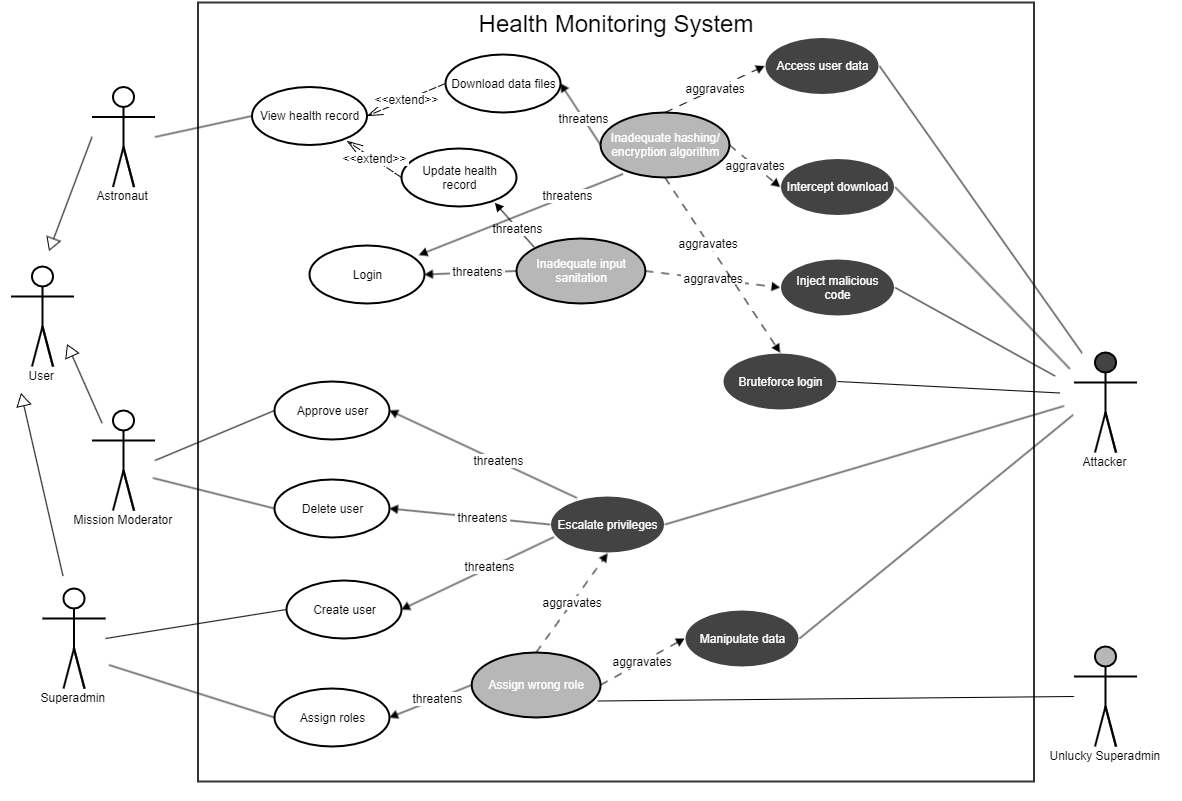 Health Monitoring System
Access user data
Download data files
aggravates
<<extend>>
View health record
threatens
Inadequate hashing/
encryption algorithm
<<extend>>
aggravates
Update health
record
Intercept download
Astronaut
threatens
threatens
aggravates
Login
threatens
Inadequate input
sanitation
aggravates
Inject malicious
code
User
Bruteforce login
Approve user
threatens
Attacker
Delete user
threatens
Escalate privileges
Mission Moderator
threatens
aggravates
Create user
Manipulate data
aggravates
Assign wrong role
Superadmin
threatens
Assign roles
Unlucky Superadmin